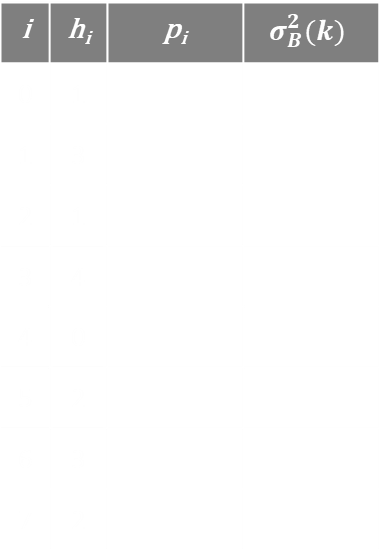 i h_i p_i σ_B^2(k)